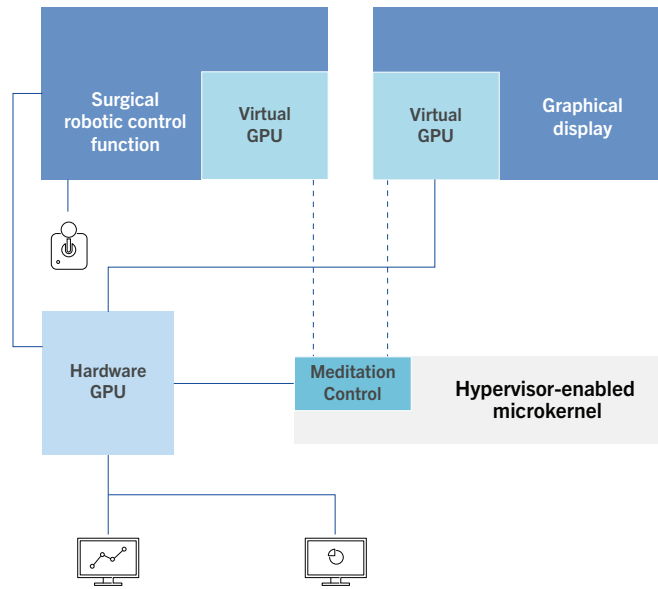 Surgical
robotic control
function
Virtual
GPU
Virtual
GPU
Graphical
display
Hardware
GPU
Meditation
Control
Hypervisor-enabled
microkernel